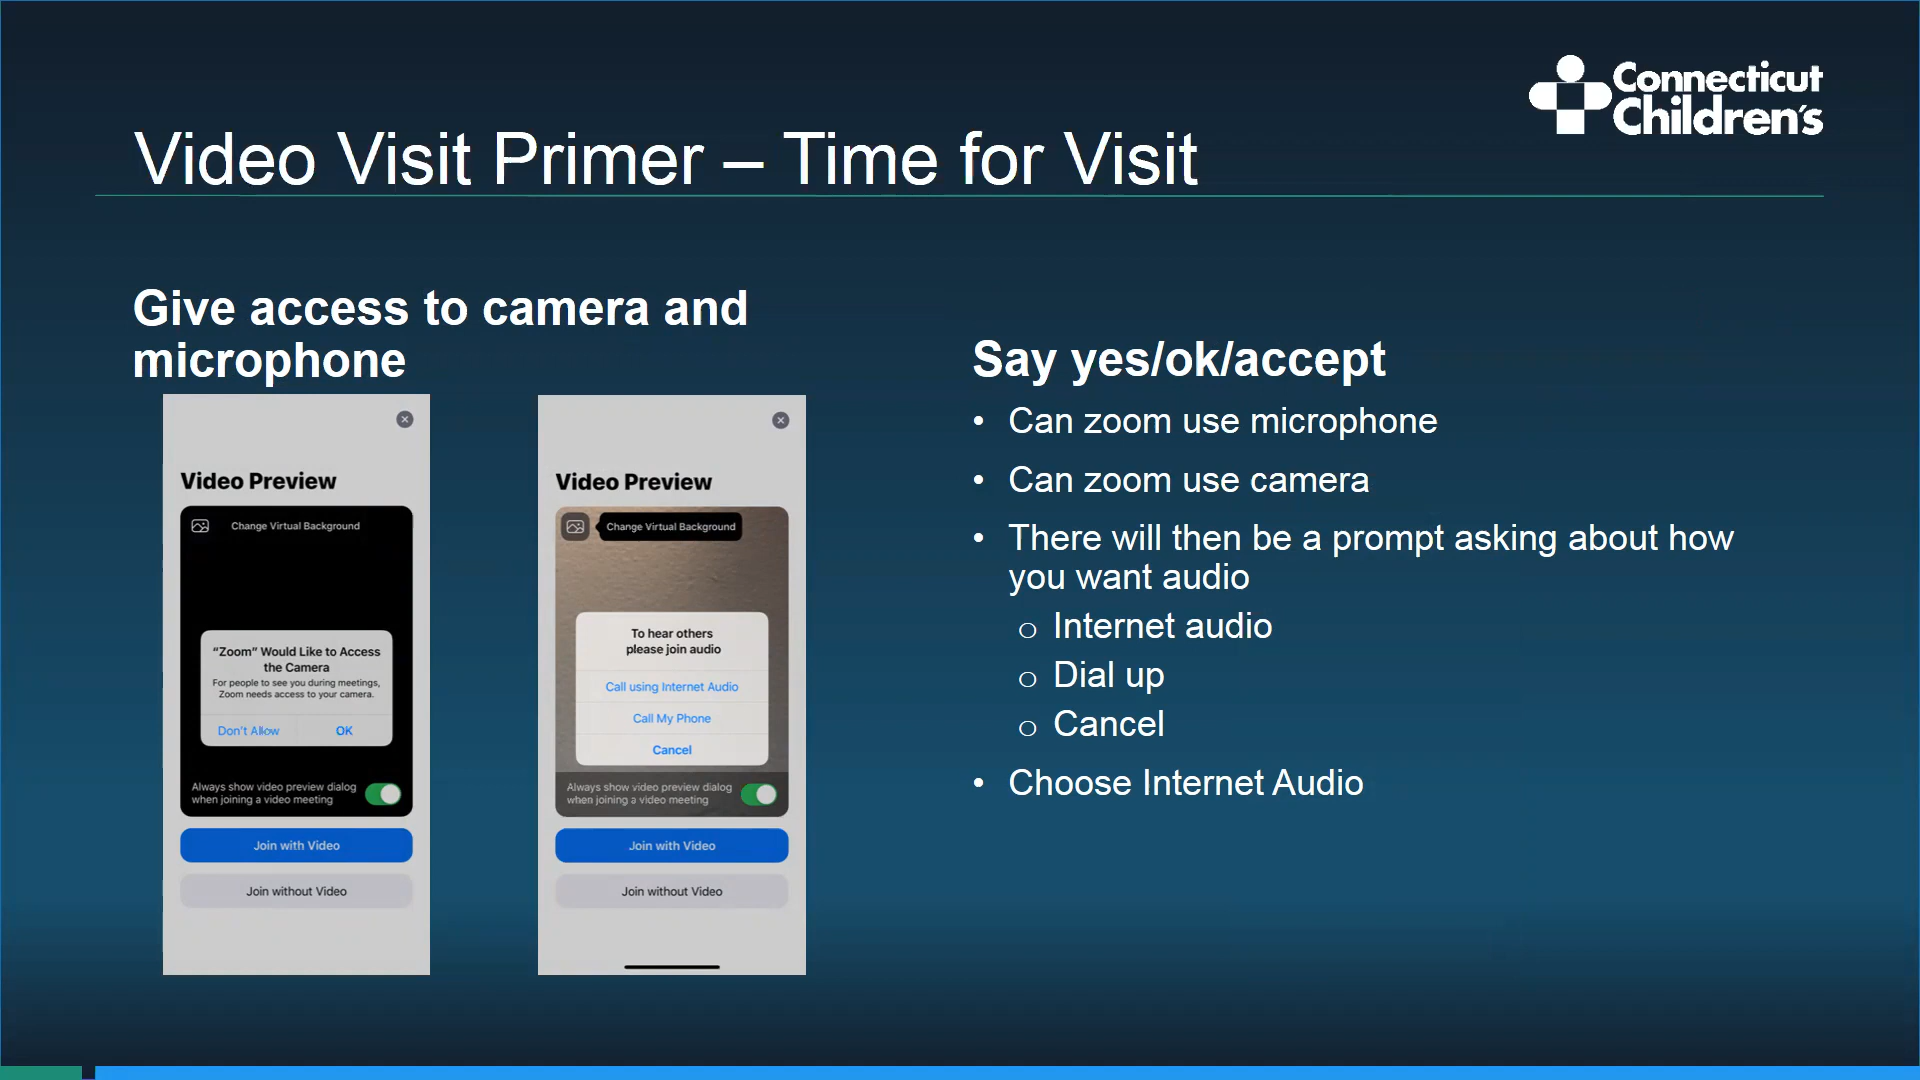 Connecticut
Children's
Video Visit Primer – Time for Visit
Give access to camera and
microphone
Video Preview
Change Virtual Background
“Zoom” Would Like to Access
the Camera
For people to see you during meetings,
Zoom needs access to your camera.
Don't Allow
OK
Always show video preview dialog
when joining a video meeting
Join with Video
Join without Video
Video Preview
Change Virtual Background
To hear others
please join audio
Call using Internet Audio
Call My Phone
Cancel
Always show video preview dialog
when joining a video meeting
Join with Video
Join without Video
Say yes/ok/accept
• Can zoom use microphone
• Can zoom use camera
• There will then be a prompt asking about how
you want audio
o Internet audio
o Dial up
o Cancel
• Choose Internet Audio